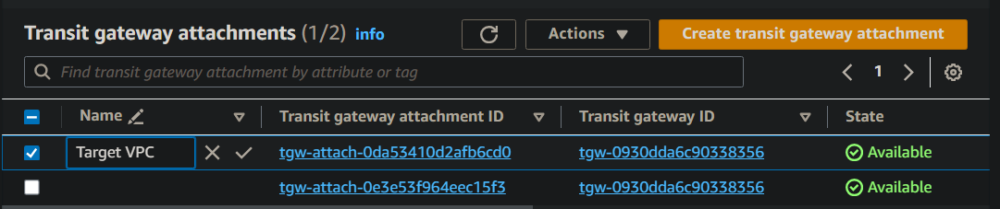 Transit gateway attachments (1/2) info
Actions
Create transit gateway attachment
Find transit gateway attachment by attribute or tag
1
Name Transit gateway attachment ID Transit gateway ID State
Target VPC tgw-attach-0da53410d2afb6cd0 tgw-0930dda6c90338356 Available
tgw-attach-0e3e53f964eec15f3 tgw-0930dda6c90338356 Available